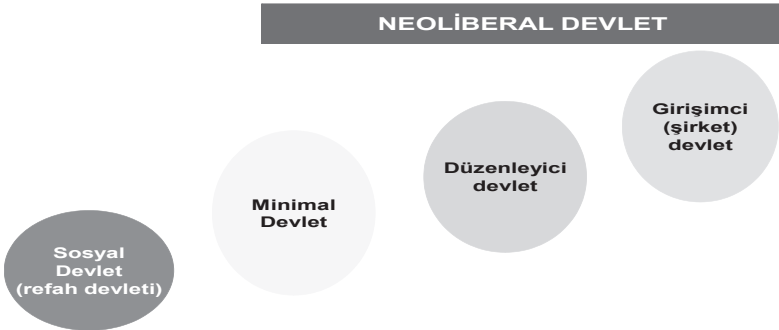 NEOLİBERAL DEVLET
Girişimci
(şirket)
devlet
Düzenleyici
devlet
Minimal
Devlet
Sosyal
Devlet
(refah devleti)